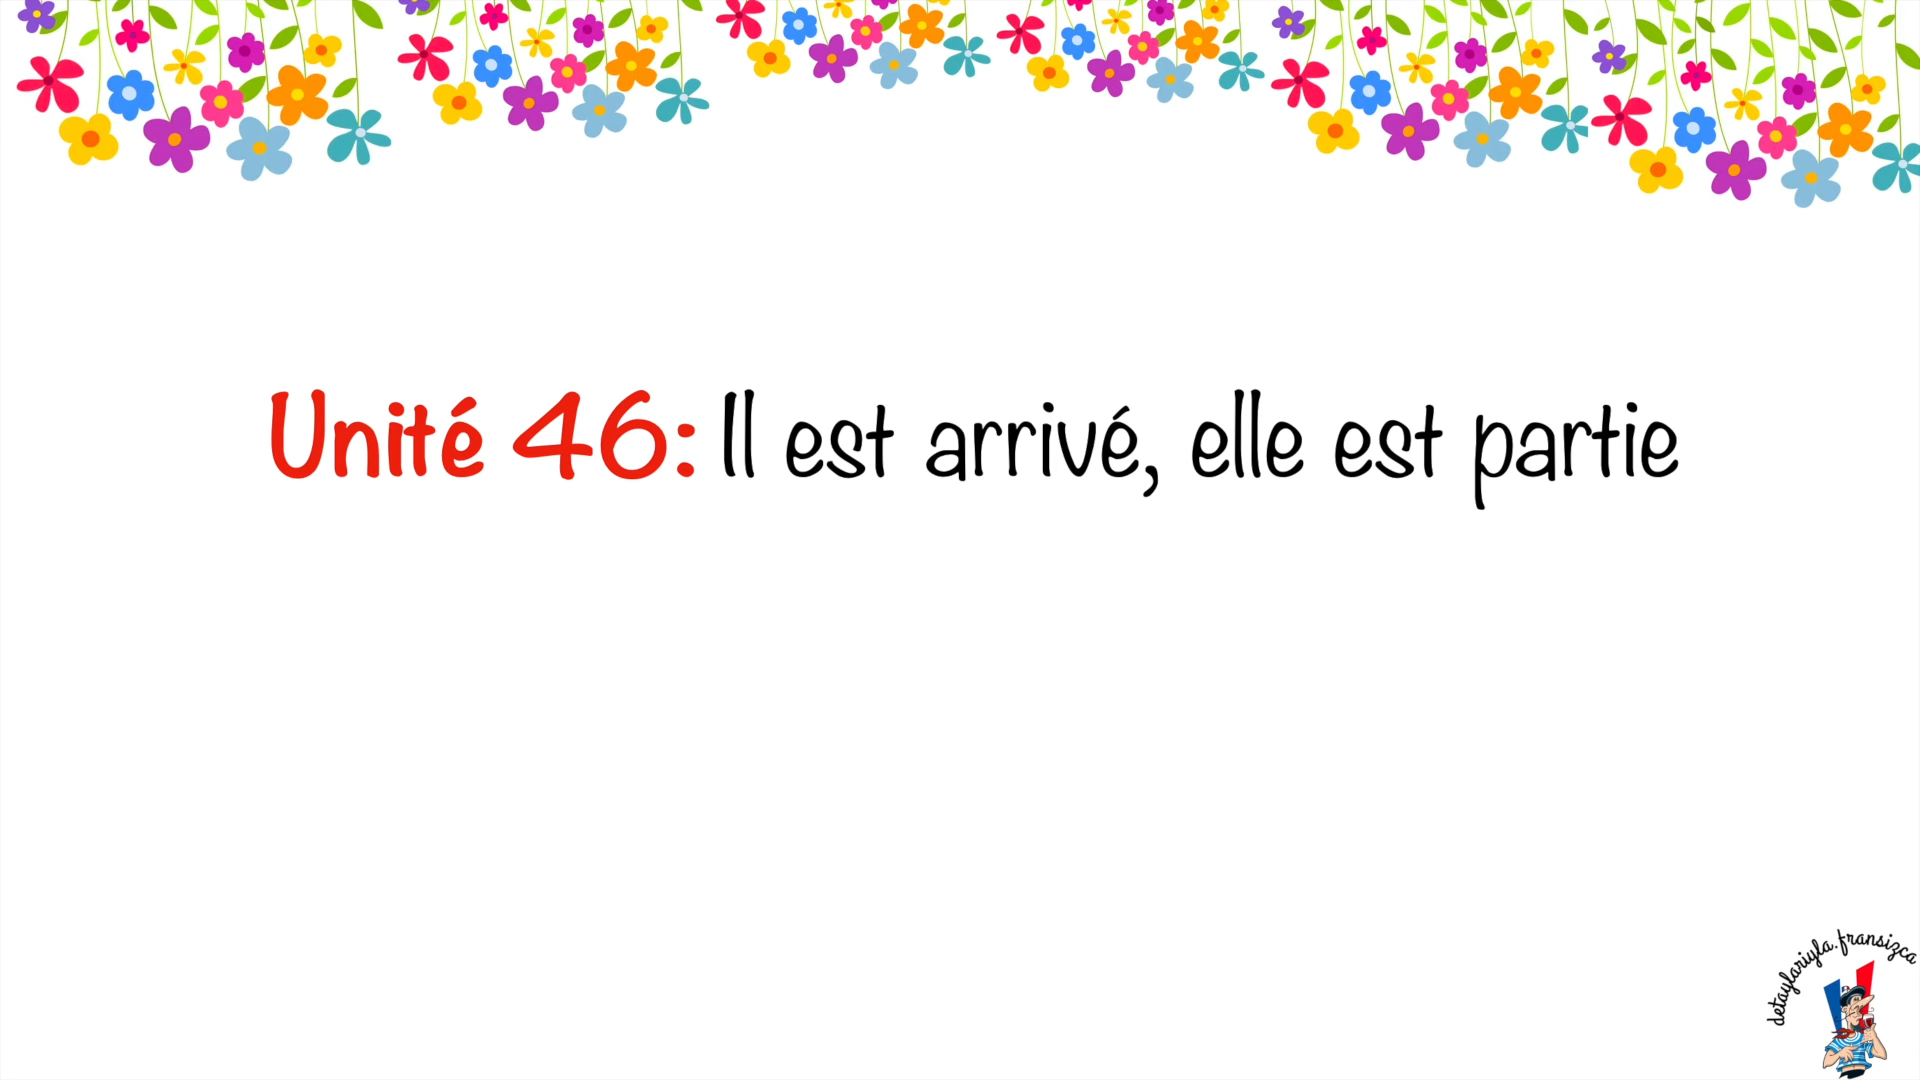 Unité 46: Il est arrivé, elle est partie
detaylariyla.fransizca